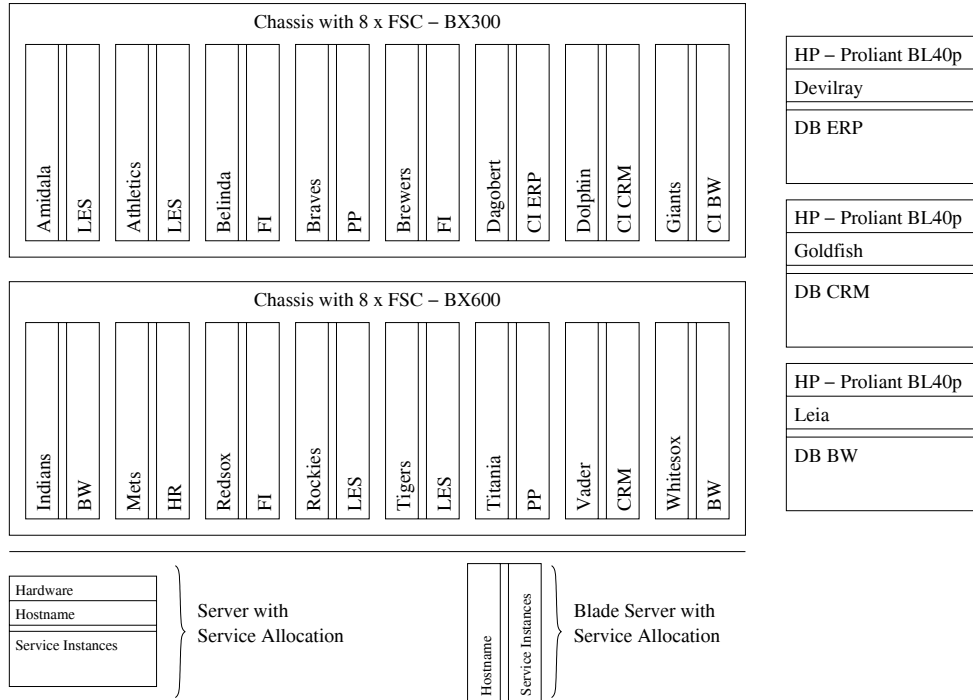 Chassis with 8 x FSC – BX300
Amidala
LES
Athletics
LES
Belinda
FI
Braves
PP
Brewers
FI
Dagobert
CI ERP
Dolphin
CI CRM
Giants
CI BW
Chassis with 8 x FSC – BX600
Indians
BW
Mets
HR
Redsox
FI
Rockies
LES
Tigers
LES
Titania
PP
Vader
CRM
Whitesox
BW
HP – Proliant BL40p
Devilray
DB ERP
HP – Proliant BL40p
Goldfish
DB CRM
HP – Proliant BL40p
Leia
DB BW
Hardware
Hostname
Service Instances
Server with
Service Allocation
Hostname
Service Instances
Blade Server with
Service Allocation